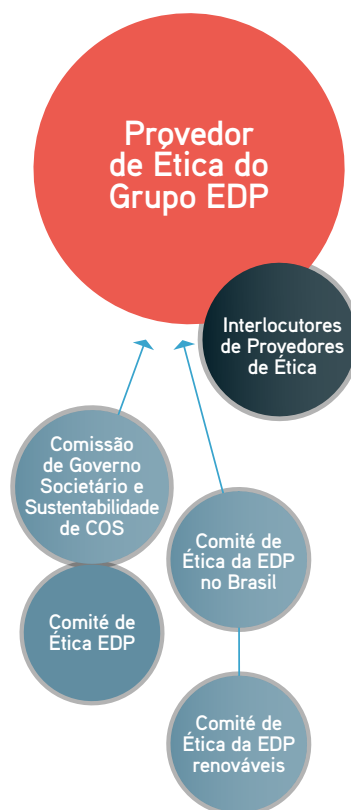 Provedor
de Ética do
Grupo EDP
Interlocutores
de Provedores
de Ética
Comissão
de Governo
Societário e
Sustentabilidade
de COS
Comité de
Ética EDP
Comité de
Ética da EDP
no Brasil
Comité de
Ética da EDP
renováveis